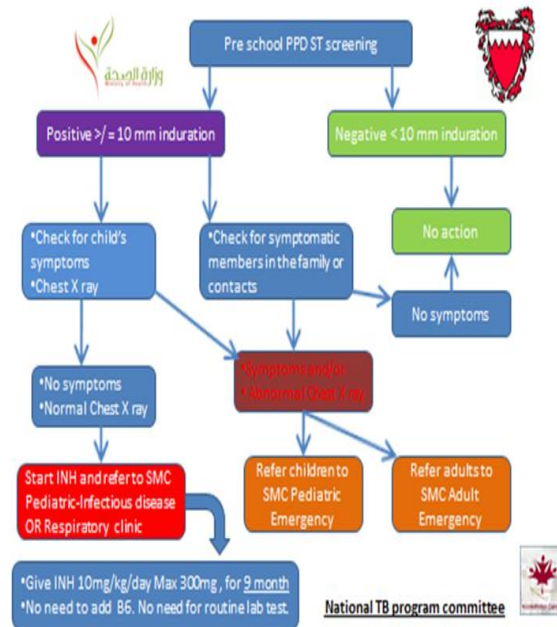 وزارة الصحة
Ministry of Health
Pre school PPD ST screening
Positive >/ = 10 mm induration
Negative < 10 mm induration
•Check for child's
symptoms
•Chest X ray
•Check for symptomatic
members in the family or
contacts
No action
No symptoms
•No symptoms
•Normal Chest X ray
•Symptoms and/or
•Abnormal Chest X ray
Start INH and refer to SMC
Pediatric-Infectious disease
OR Respiratory clinic
Refer children to
SMC Pediatric
Emergency
Refer adults to
SMC Adult
Emergency
•Give INH 10mg/kg/day Max 300mg , for 9 month
•No need to add B6. No need for routine lab test.
National TB program committee